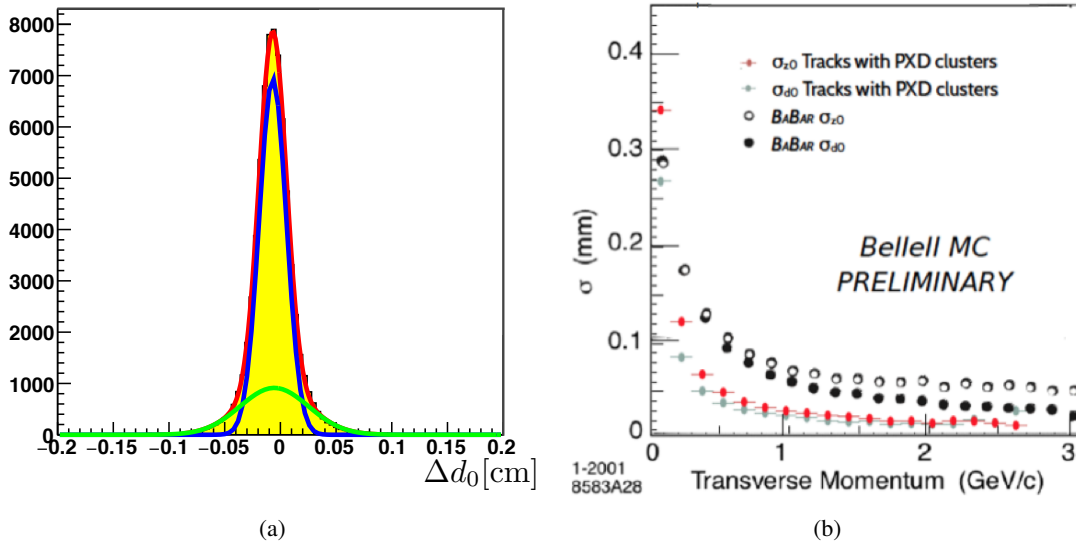 8000
7000
6000
5000
4000
3000
2000
1000
0
−0.2 −0.15 −0.1 −0.05 0 0.05 0.1 0.15 0.2
Δd₀[cm]
(a)
0.4
0.3
0.2
0.1
0
σ (mm)
σz0 Tracks with PXD clusters
σd0 Tracks with PXD clusters
BABAR σz0
BABAR σd0
BelleII MC
PRELIMINARY
0 1 2 3
1-2001
8583A28
Transverse Momentum (GeV/c)
(b)